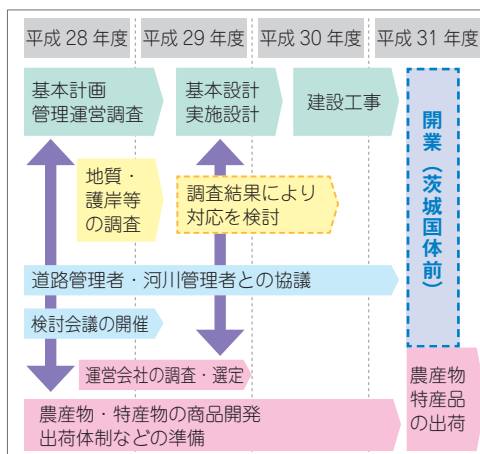 平成 28 年度
平成 29 年度
平成 30 年度
平成 31 年度
基本計画
管理運営調査
基本設計
実施設計
建設工事
開業（茨城国体前）
地質・
護岸等
の調査
調査結果により
対応を検討
道路管理者・河川管理者との協議
検討会議の開催
運営会社の調査・選定
農産物・特産物の商品開発
出荷体制などの準備
農産物
特産品
の出荷